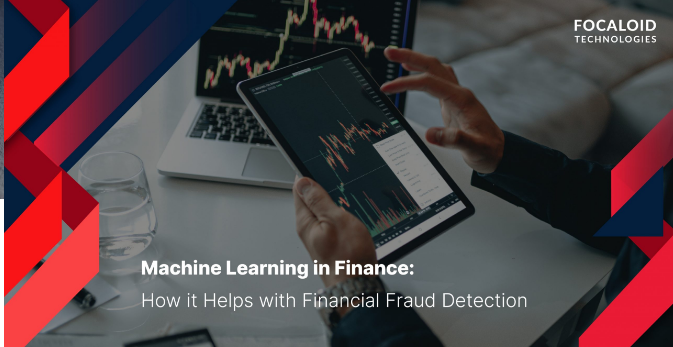 FOCALOID
TECHNOLOGIES
Machine Learning in Finance:
How it Helps with Financial Fraud Detection